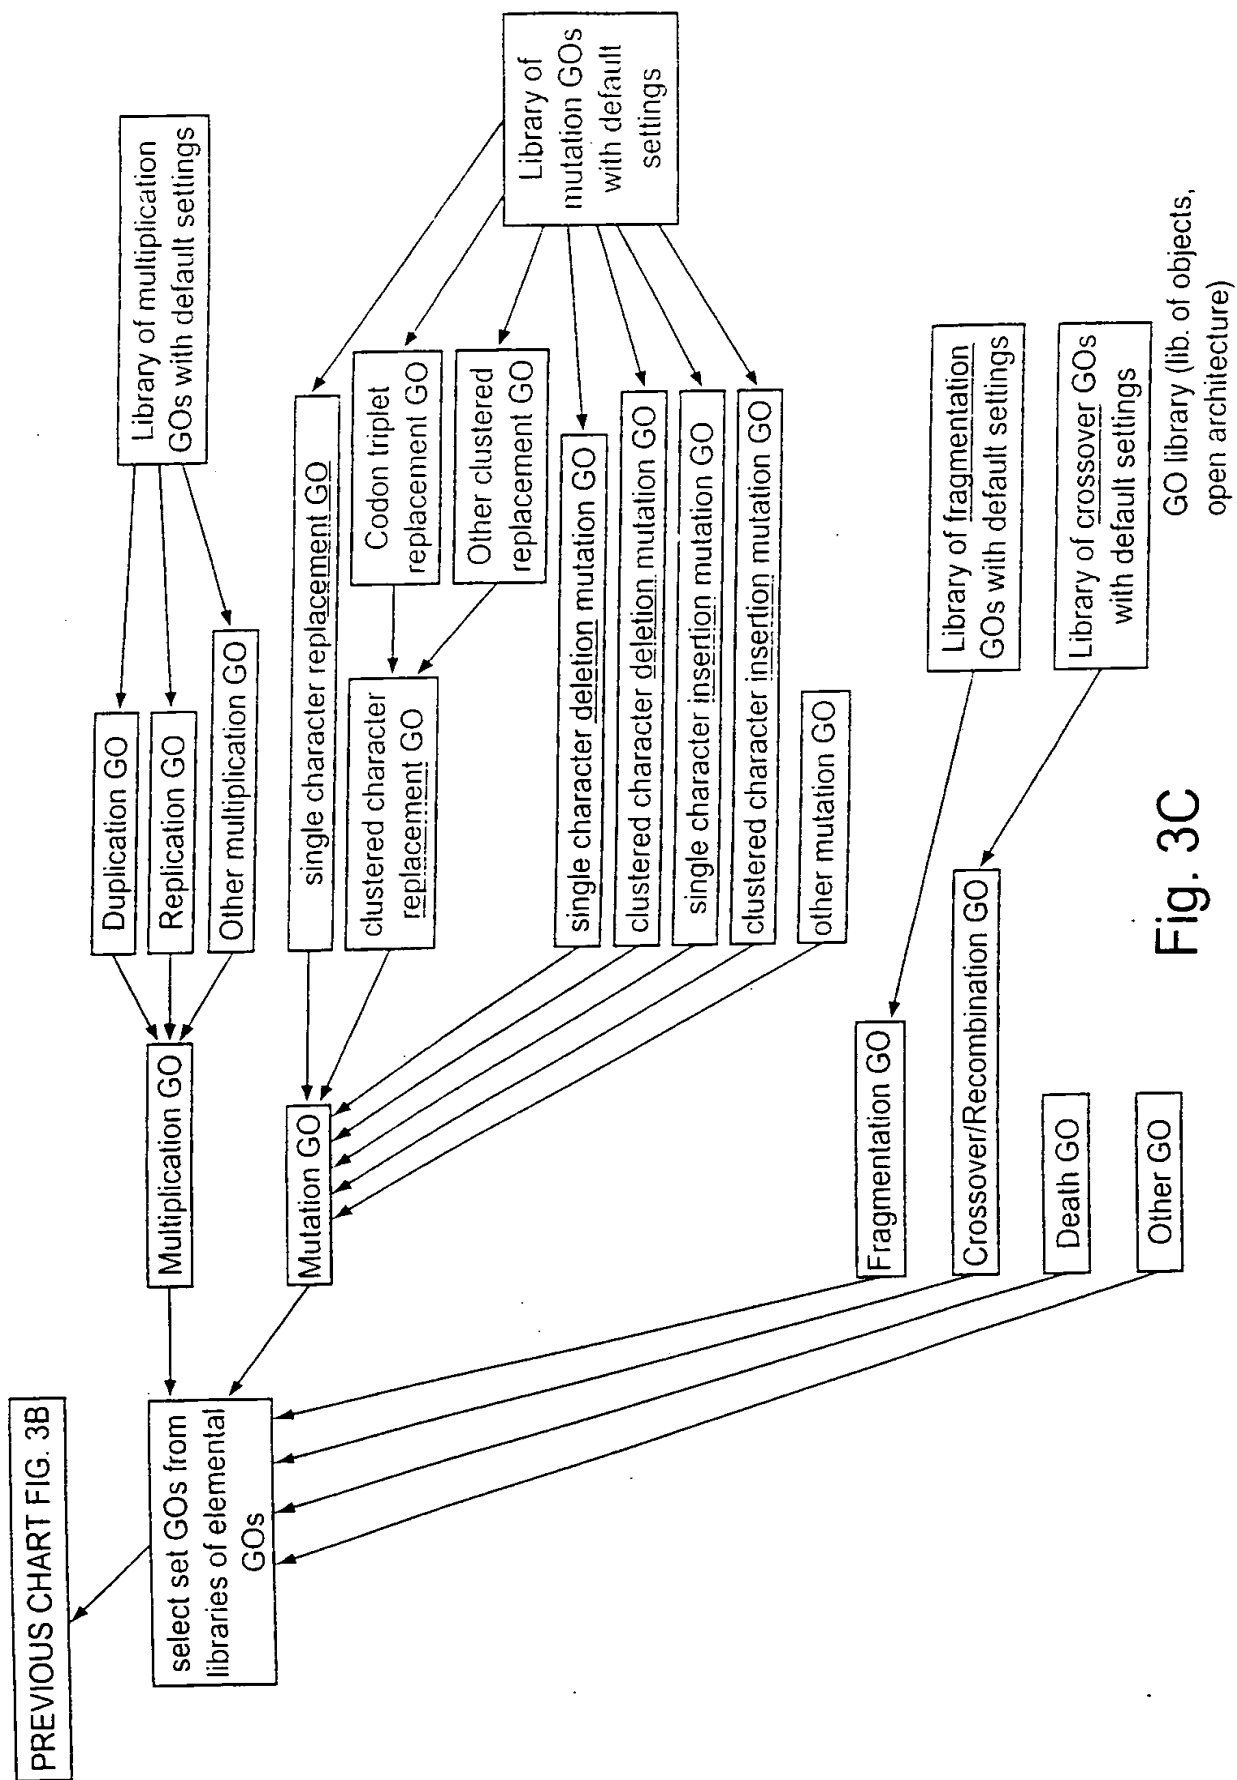 PREVIOUS CHART FIG. 3B
select set GOs from
libraries of elemental
GOs
Multiplication GO
Duplication GO
Replication GO
Other multiplication GO
Library of multiplication
GOs with default settings
Mutation GO
single character replacement GO
clustered character
replacement GO
Codon triplet
replacement GO
Other clustered
replacement GO
single character deletion mutation GO
clustered character deletion mutation GO
single character insertion mutation GO
clustered character insertion mutation GO
other mutation GO
Library of
mutation GOs
with default
settings
Fragmentation GO
Library of fragmentation
GOs with default settings
Crossover/Recombination GO
Library of crossover GOs
with default settings
Death GO
Other GO
GO library (lib. of objects,
open architecture)
Fig. 3C